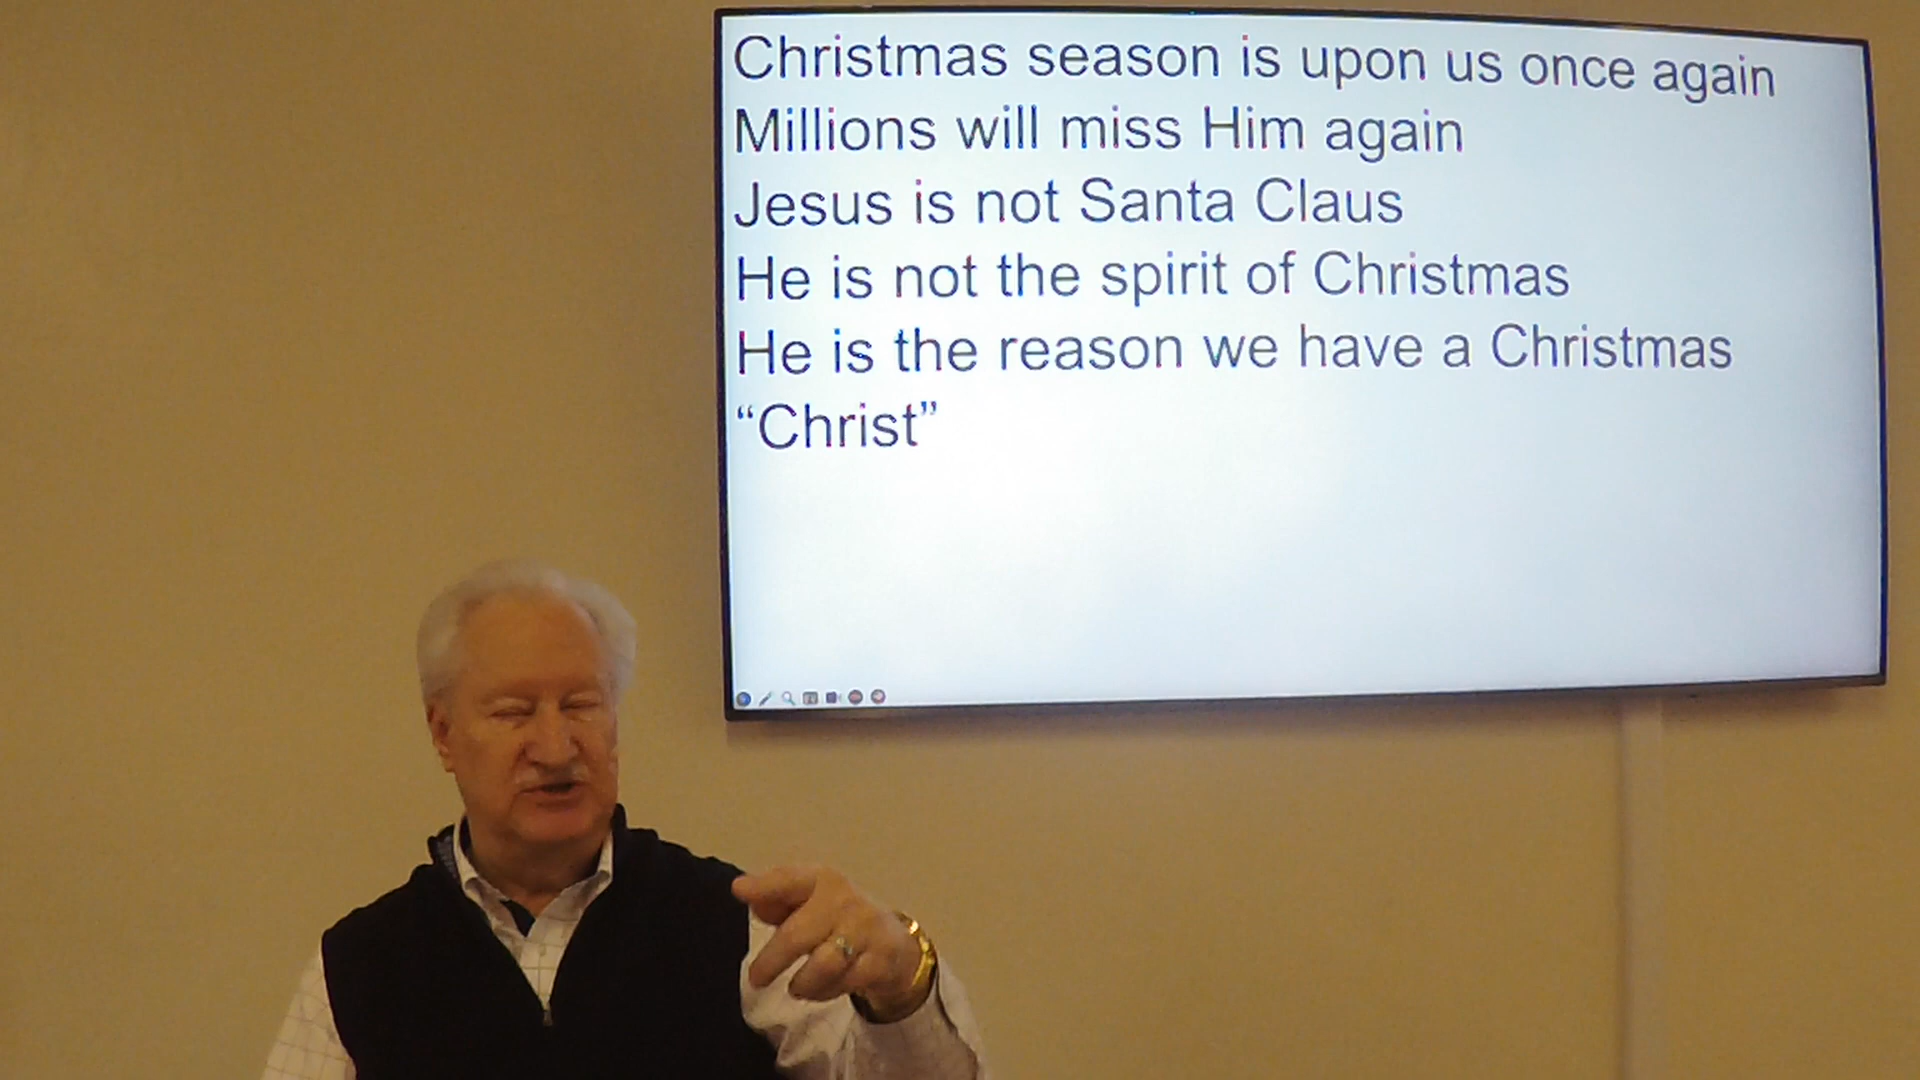 Christmas season is upon us once again
Millions will miss Him again
Jesus is not Santa Claus
He is not the spirit of Christmas
He is the reason we have a Christmas
“Christ”